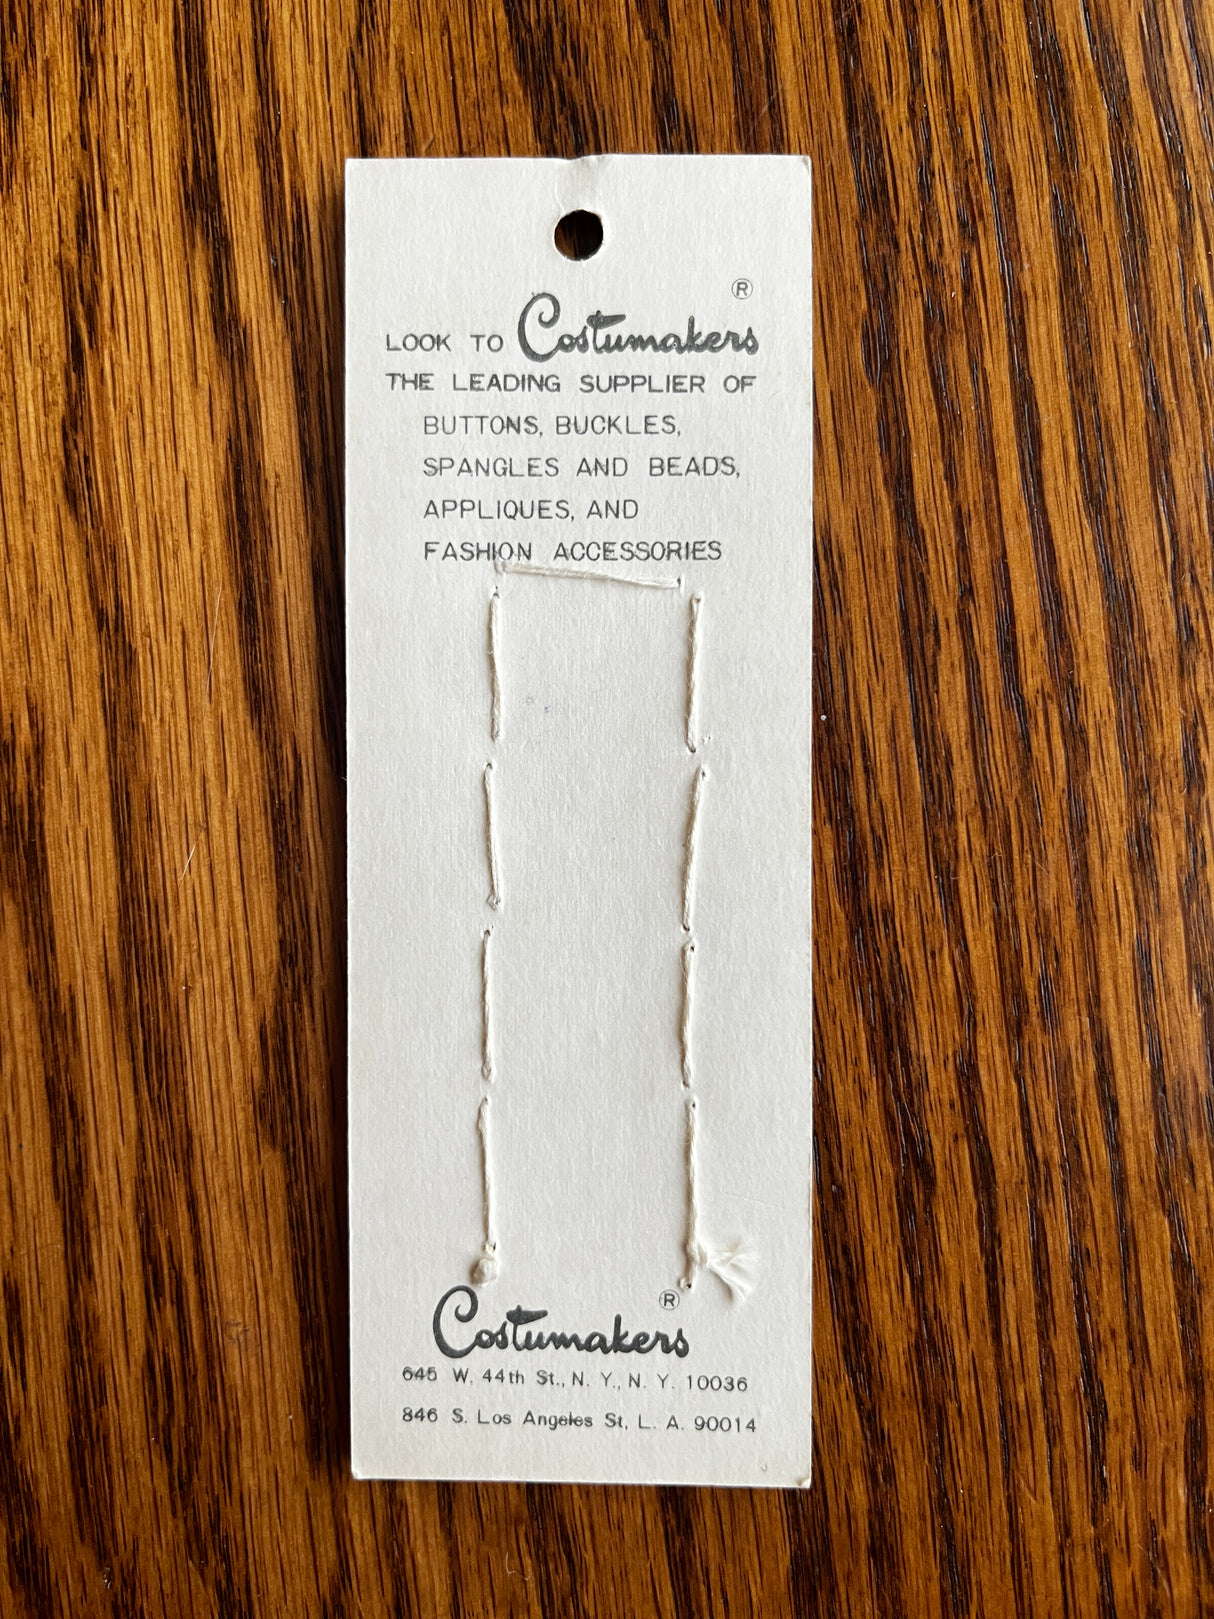 LOOK TO Costumakers ®
THE LEADING SUPPLIER OF
BUTTONS, BUCKLES,
SPANGLES AND BEADS,
APPLIQUES, AND
FASHION ACCESSORIES
Costumakers ®
645 W. 44th St., N. Y., N. Y. 10036
846 S. Los Angeles St, L. A. 90014